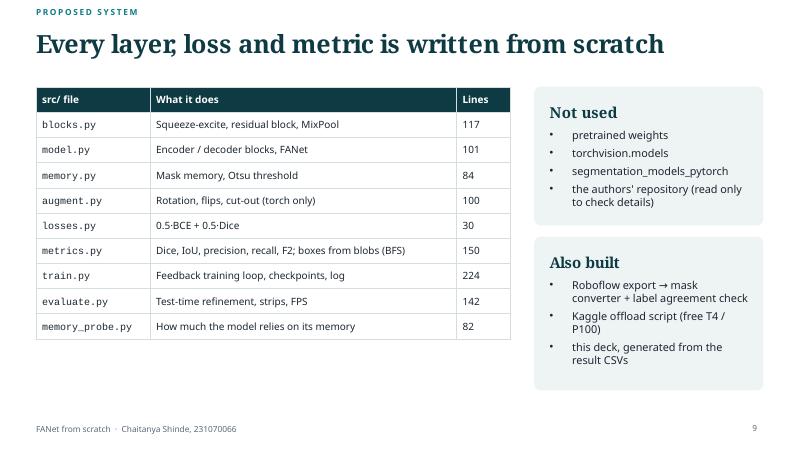 PROPOSED SYSTEM
Every layer, loss and metric is written from scratch
src/ file What it does Lines
blocks.py Squeeze-excite, residual block, MixPool 117
model.py Encoder / decoder blocks, FANet 101
memory.py Mask memory, Otsu threshold 84
augment.py Rotation, flips, cut-out (torch only) 100
losses.py 0.5·BCE + 0.5·Dice 30
metrics.py Dice, IoU, precision, recall, F2; boxes from blobs (BFS) 150
train.py Feedback training loop, checkpoints, log 224
evaluate.py Test-time refinement, strips, FPS 142
memory_probe.py How much the model relies on its memory 82
Not used
• pretrained weights
• torchvision.models
• segmentation_models_pytorch
• the authors' repository (read only
to check details)
Also built
• Roboflow export → mask
converter + label agreement check
• Kaggle offload script (free T4 /
P100)
• this deck, generated from the
result CSVs
FANet from scratch · Chaitanya Shinde, 231070066
9